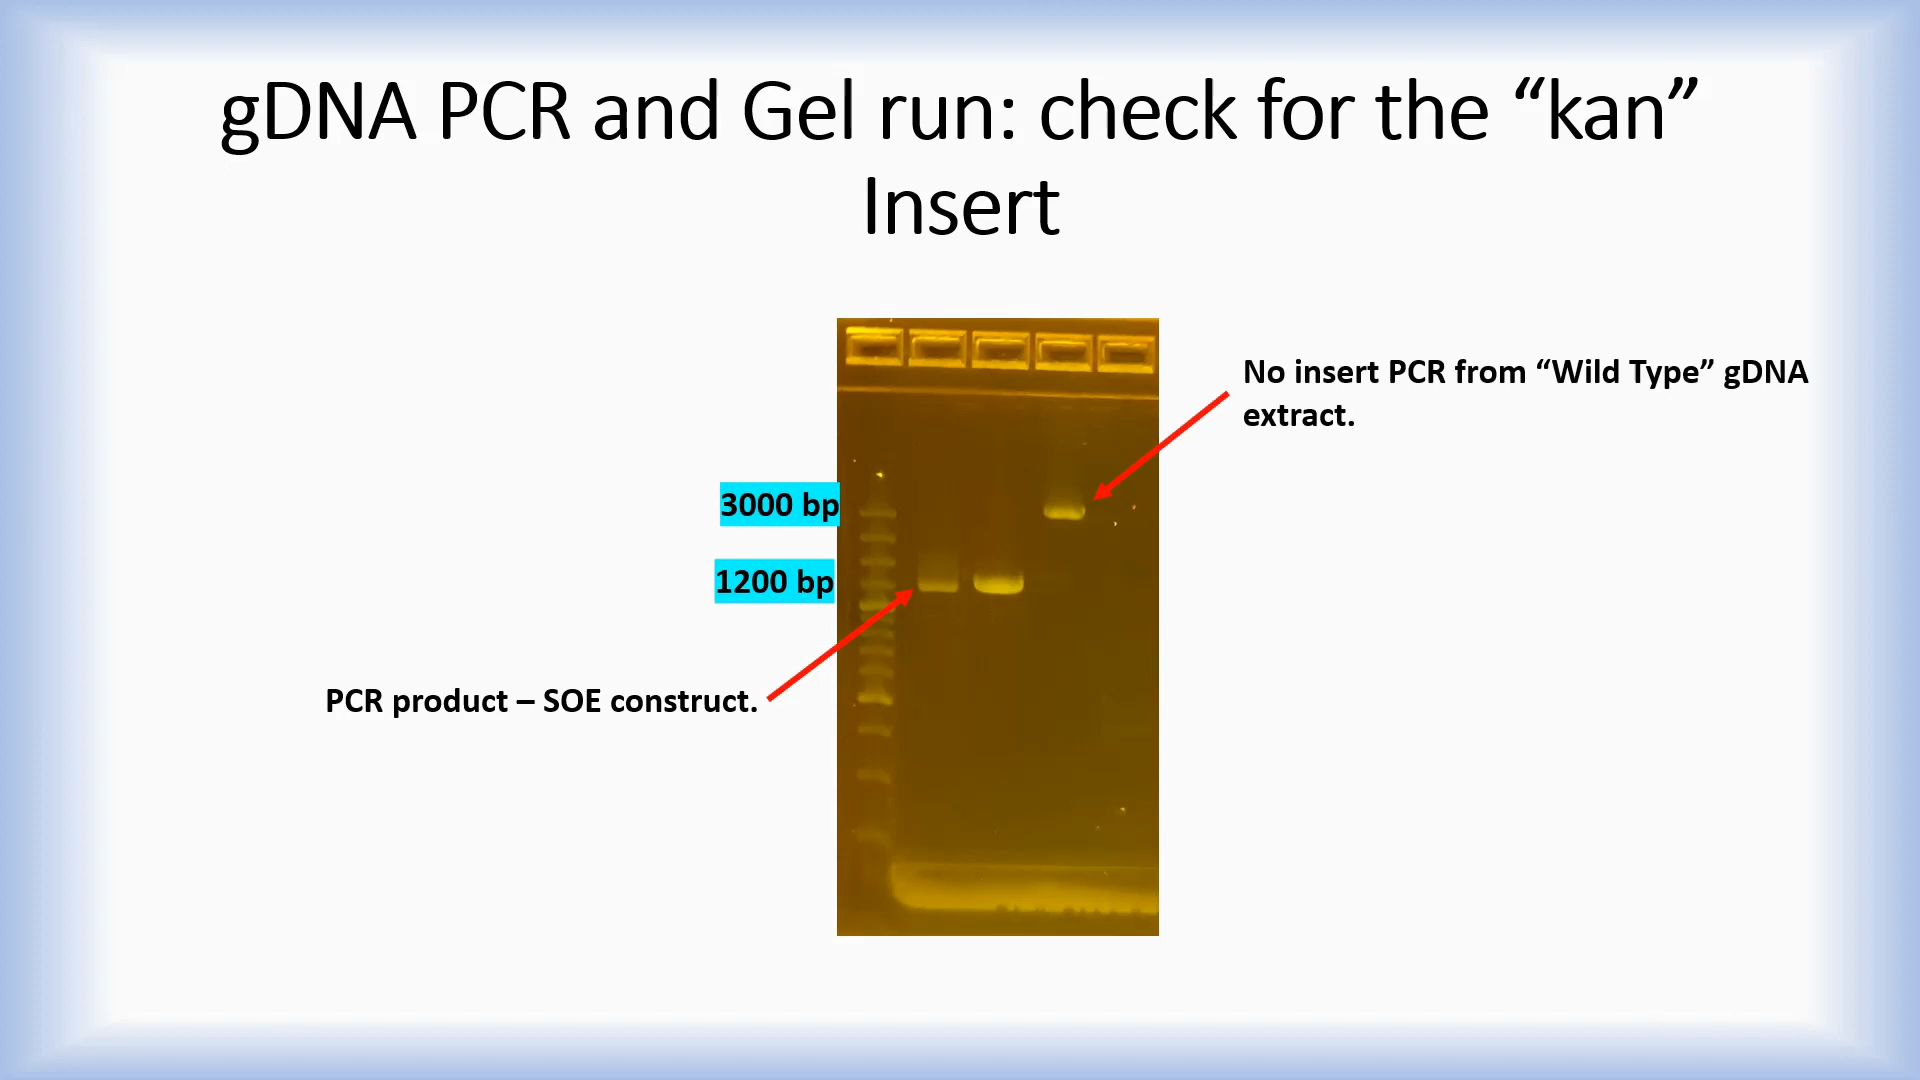 gDNA PCR and Gel run: check for the “kan”
Insert
No insert PCR from “Wild Type” gDNA
extract.
3000 bp
1200 bp
PCR product – SOE construct.